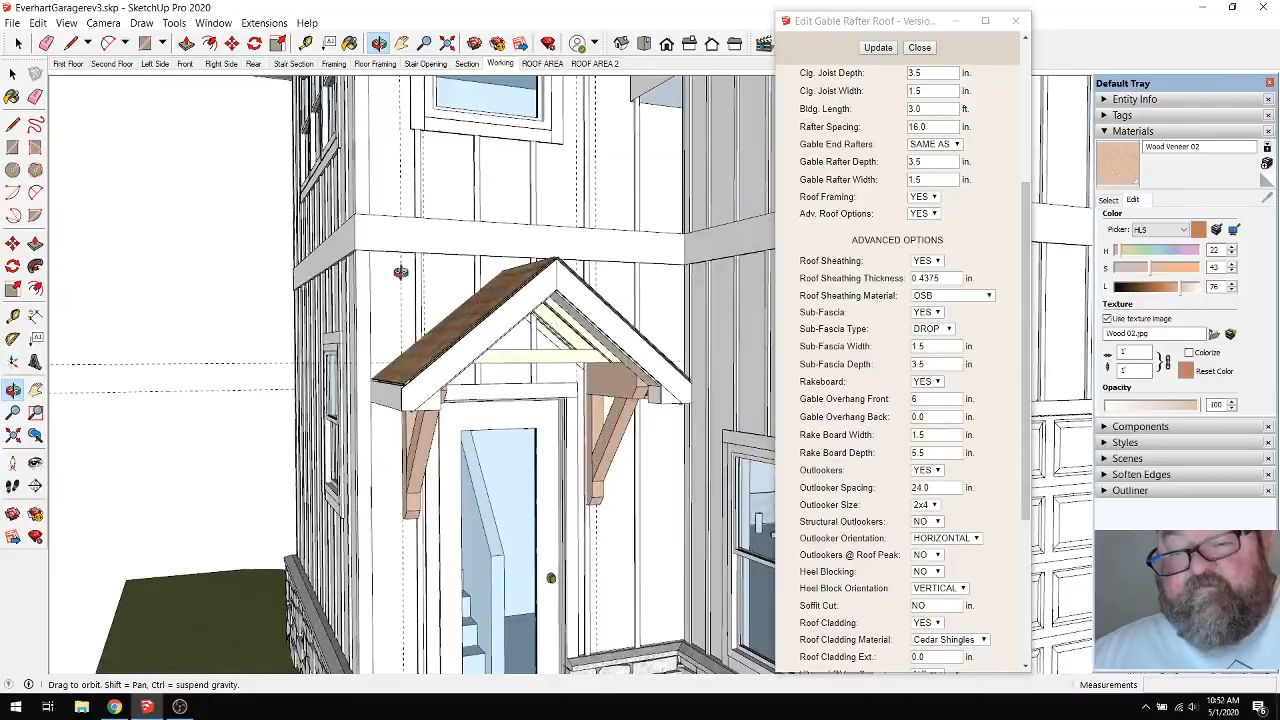 EverhartGaragerev3.skp - SketchUp Pro 2020
File Edit View Camera Draw Tools Window Extensions Help
First Floor Second Floor Left Side Front Right Side Rear Stair Section Framing Floor Framing Stair Opening Section Working ROOF AREA ROOF AREA 2
Edit Gable Rafter Roof - Versio...
Update Close
Clg. Joist Depth: 3.5 in.
Clg. Joist Width: 1.5 in.
Bldg. Length: 3.0 ft.
Rafter Spacing: 16.0 in.
Gable End Rafters: SAME AS
Gable Rafter Depth: 3.5 in.
Gable Rafter Width: 1.5 in.
Roof Framing: YES
Adv. Roof Options: YES
ADVANCED OPTIONS
Roof Sheathing: YES
Roof Sheathing Thickness: 0.4375 in.
Roof Sheathing Material: OSB
Sub-Fascia: YES
Sub-Fascia Type: DROP
Sub-Fascia Width: 1.5 in.
Sub-Fascia Depth: 3.5 in.
Rakeboard: YES
Gable Overhang Front: 6 in.
Gable Overhang Back: 0.0 in.
Rake Board Width: 1.5 in.
Rake Board Depth: 5.5 in.
Outlookers: YES
Outlooker Spacing: 24.0 in.
Outlooker Size: 2x4
Structural Outlookers: NO
Outlooker Orientation: HORIZONTAL
Outlookers @ Roof Peak: NO
Heel Blocking: NO
Heel Block Orientation VERTICAL
Soffit Cut: NO in.
Roof Cladding: YES
Roof Cladding Material: Cedar Shingles
Roof Cladding Ext.: 0.0 in.
Default Tray
Entity Info
Tags
Materials
Wood Veneer 02
Select Edit
Color
Picker: HLS
H 22
S 43
L 76
Texture
Use texture image
Wood 02.jpg
1' Colorize
1' Reset Color
Opacity
100
Components
Styles
Scenes
Soften Edges
Outliner
Drag to orbit. Shift = Pan, Ctrl = suspend gravity.
Measurements
10:52 AM
5/1/2020